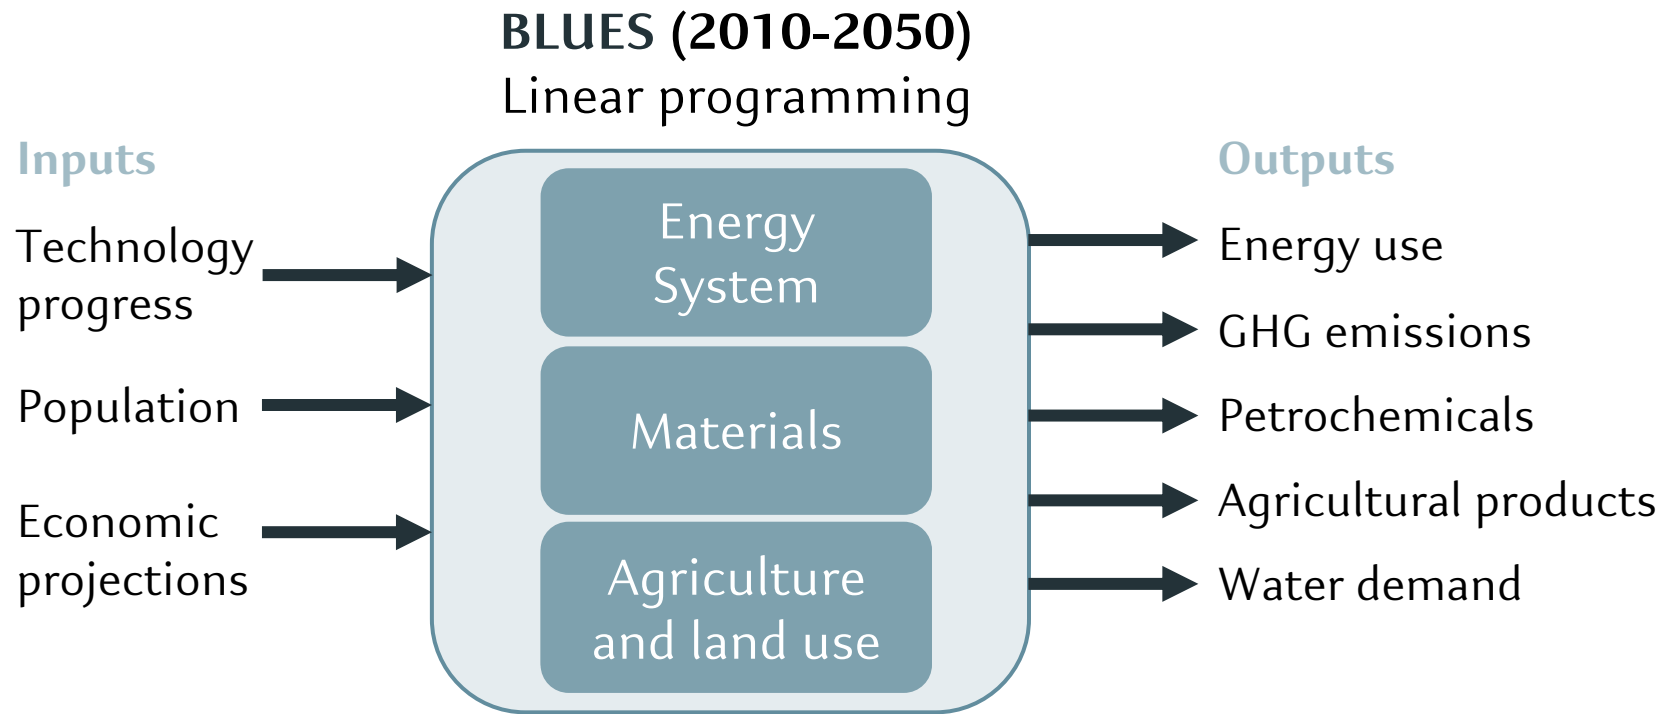 BLUES (2010-2050)
Linear programming
Inputs
Technology
progress
Population
Economic
projections
Energy
System
Materials
Agriculture
and land use
Outputs
Energy use
GHG emissions
Petrochemicals
Agricultural products
Water demand